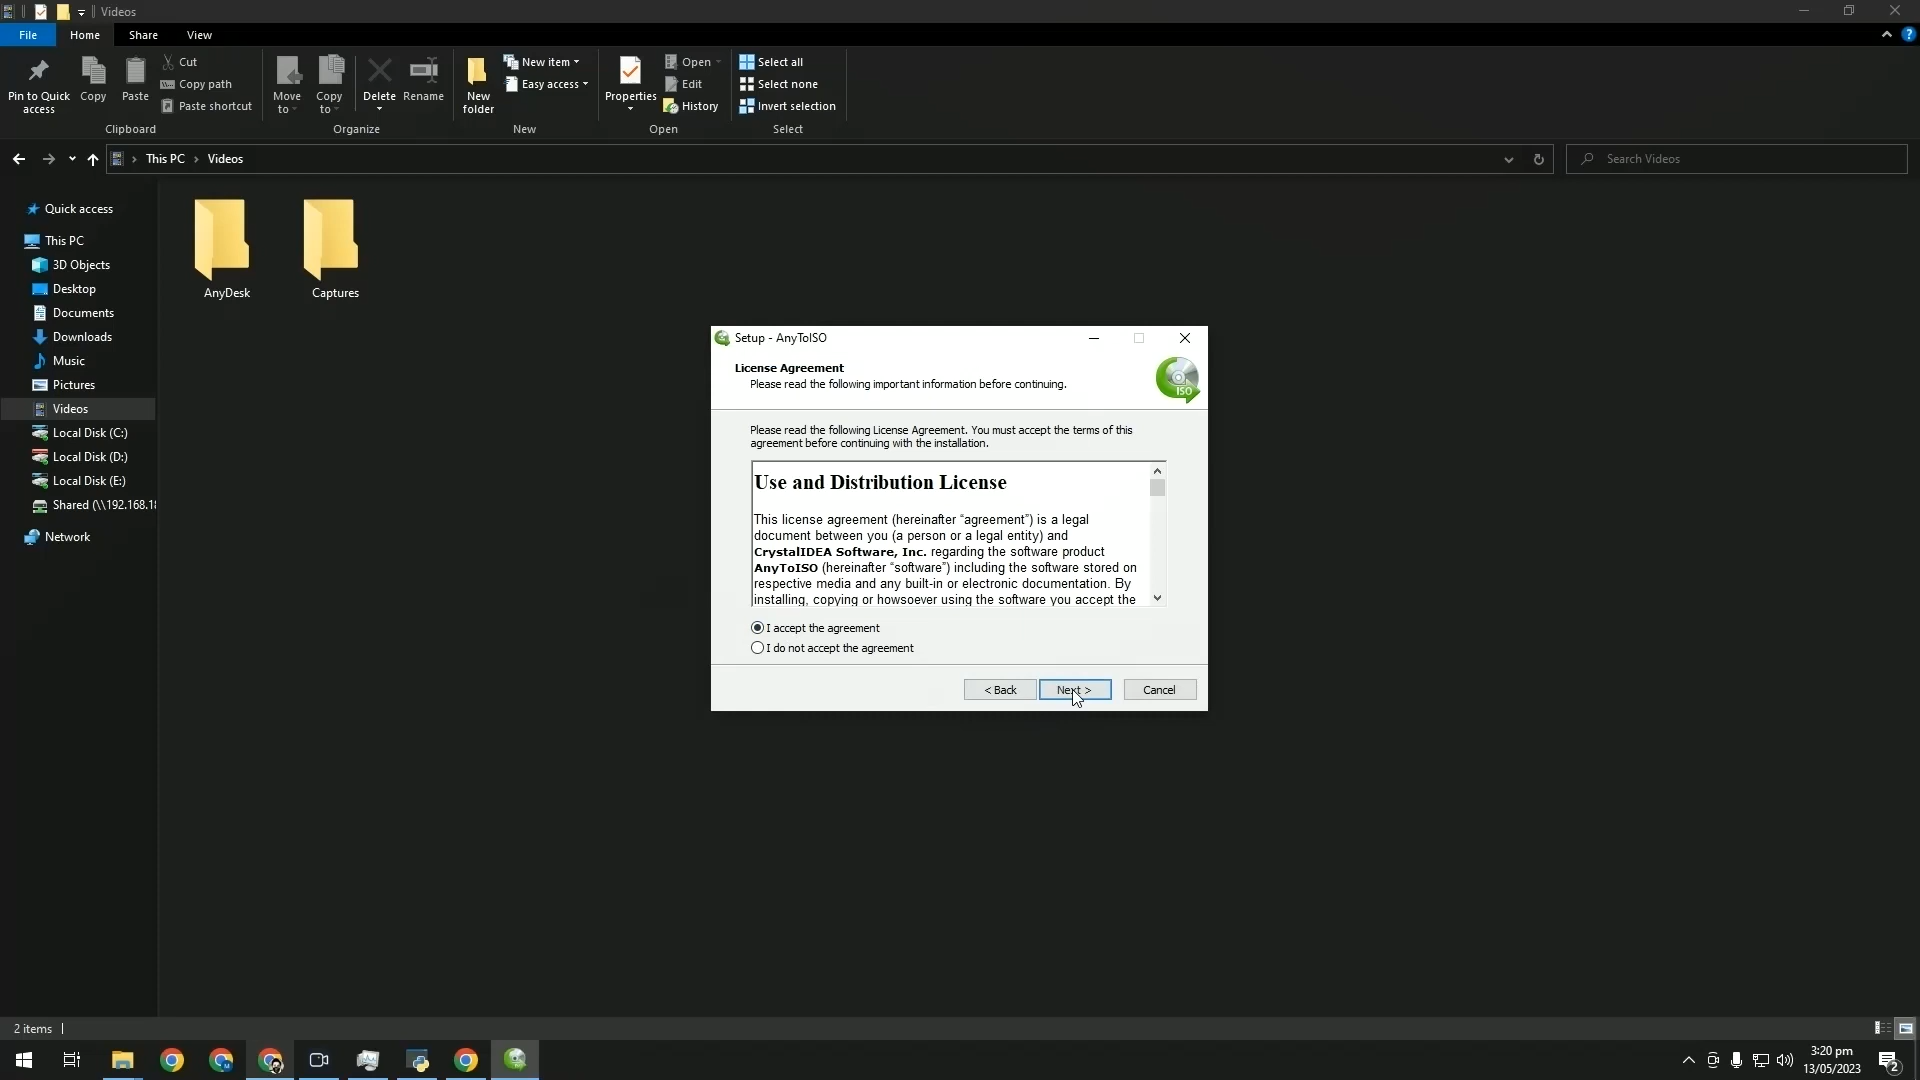 Videos
File
Home
Share
View
Pin to Quick access
Copy
Paste
Cut
Copy path
Paste shortcut
Clipboard
Move to
Copy to
Delete
Rename
Organize
New folder
New item
Easy access
New
Properties
Open
Edit
History
Open
Select all
Select none
Invert selection
Select
This PC > Videos
Search Videos
Quick access
This PC
3D Objects
Desktop
Documents
Downloads
Music
Pictures
Videos
Local Disk (C:)
Local Disk (D:)
Local Disk (E:)
Shared (\\192.168.18
Network
AnyDesk
Captures
Setup - AnyToISO
License Agreement
Please read the following important information before continuing.
ISO
Please read the following License Agreement. You must accept the terms of this
agreement before continuing with the installation.
Use and Distribution License
This license agreement (hereinafter “agreement”) is a legal
document between you (a person or a legal entity) and
CrystalIDEA Software, Inc. regarding the software product
AnyToISO (hereinafter “software”) including the software stored on
respective media and any built-in or electronic documentation. By
installing, copying or howsoever using the software you accept the
I accept the agreement
I do not accept the agreement
< Back
Next >
Cancel
2 items
3:20 pm
13/05/2023
2